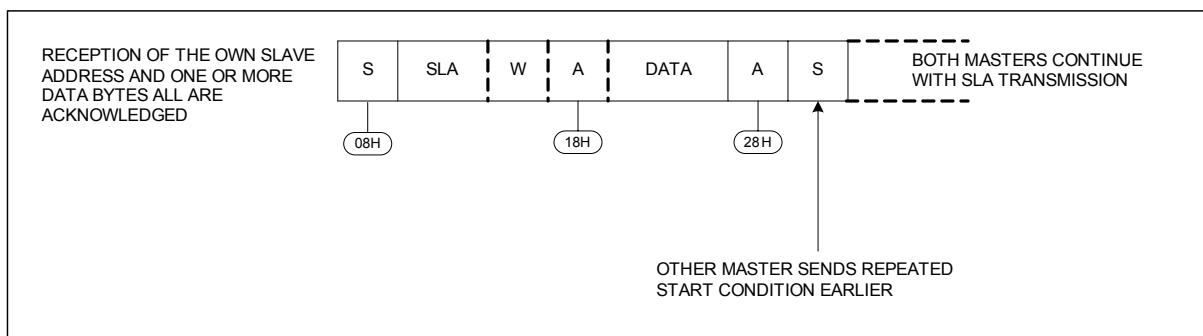 RECEPTION OF THE OWN SLAVE
ADDRESS AND ONE OR MORE
DATA BYTES ALL ARE
ACKNOWLEDGED
S SLA W A DATA A S
BOTH MASTERS CONTINUE
WITH SLA TRANSMISSION
08H 18H 28H
OTHER MASTER SENDS REPEATED
START CONDITION EARLIER